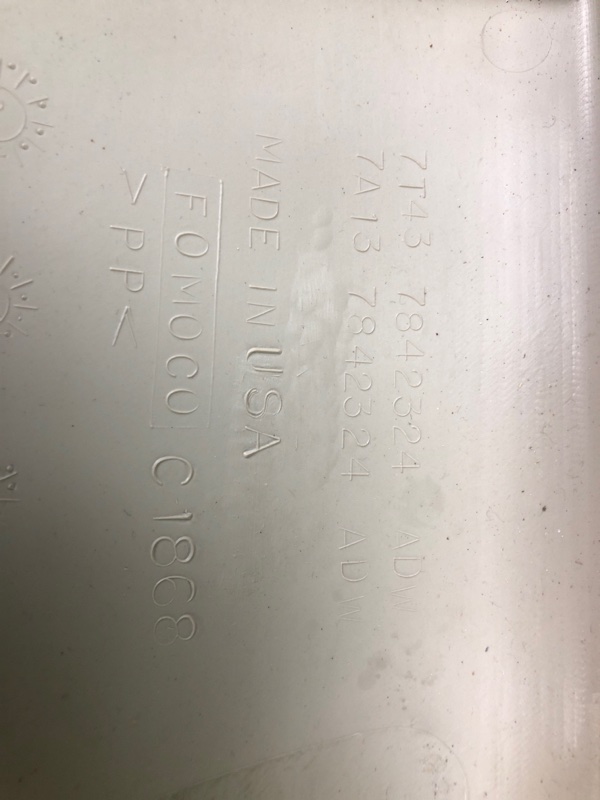 7T43 7842324 ADW
7A13 7842324 ADW
MADE IN USA
FOMOCO C1868
>PP<